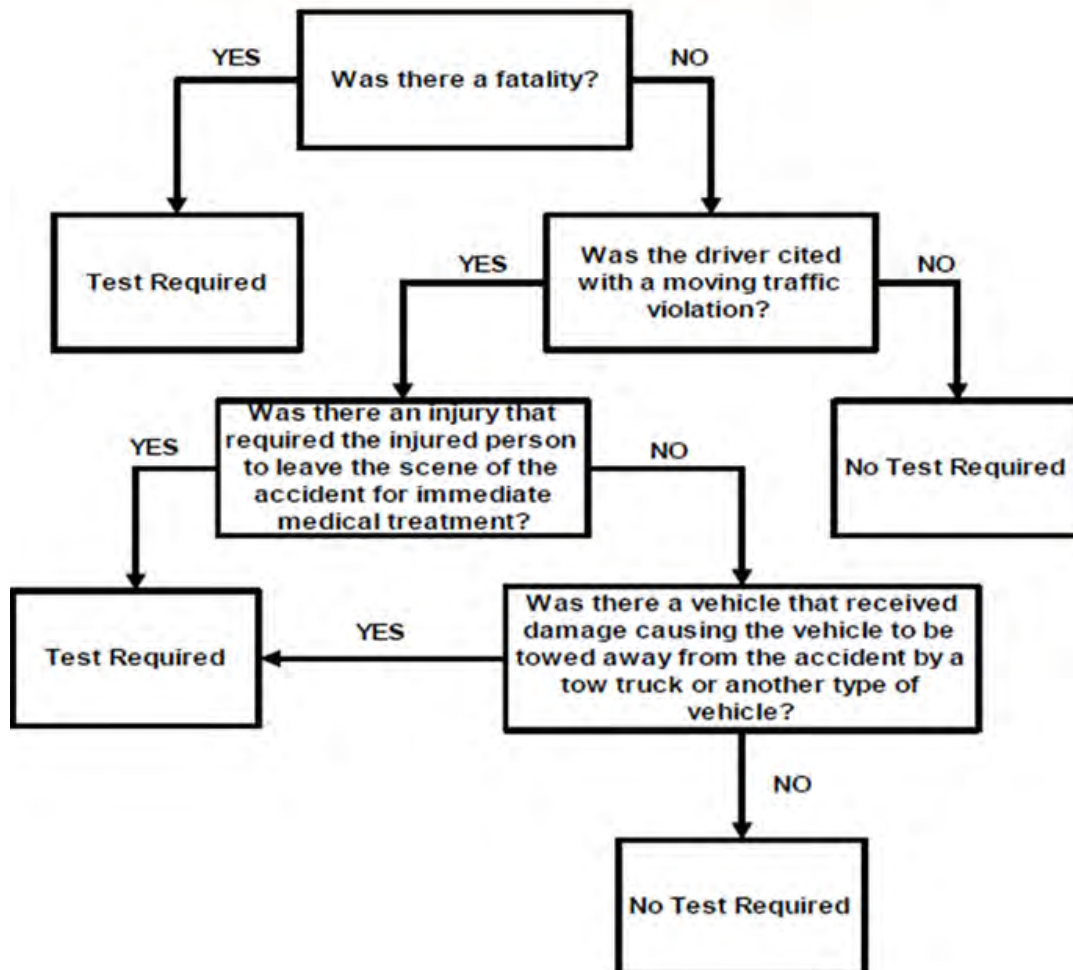 YES
Was there a fatality?
NO
Test Required
YES
Was the driver cited
with a moving traffic
violation?
NO
YES
Was there an injury that
required the injured person
to leave the scene of the
accident for immediate
medical treatment?
NO
No Test Required
Test Required
YES
Was there a vehicle that received
damage causing the vehicle to be
towed away from the accident by a
tow truck or another type of
vehicle?
NO
No Test Required